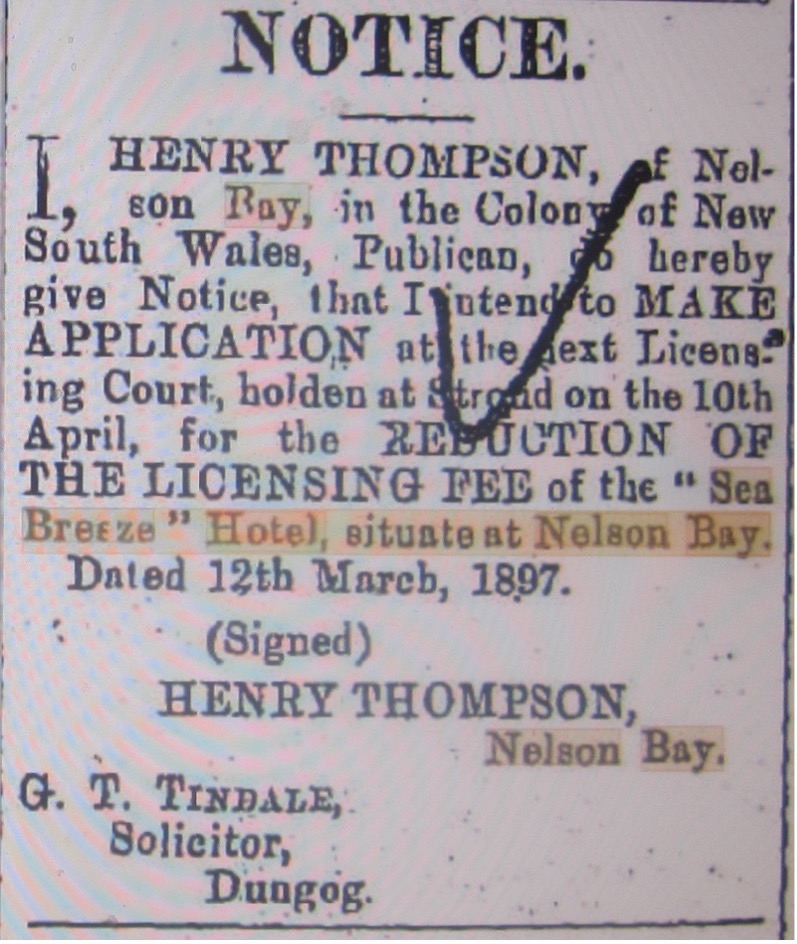 NOTICE.
I, HENRY THOMPSON, of Nel-
son Bay, in the Colony of New
South Wales, Publican, do hereby
give Notice, that I intend to MAKE
APPLICATION at the next Licens-
ing Court, holden at Stroud on the 10th
April, for the REDUCTION OF
THE LICENSING FEE of the "Sea
Breeze" Hotel, situate at Nelson Bay.
Dated 12th March, 1897.
(Signed)
HENRY THOMPSON,
Nelson Bay.
G. T. TINDALE,
Solicitor,
Dungog.